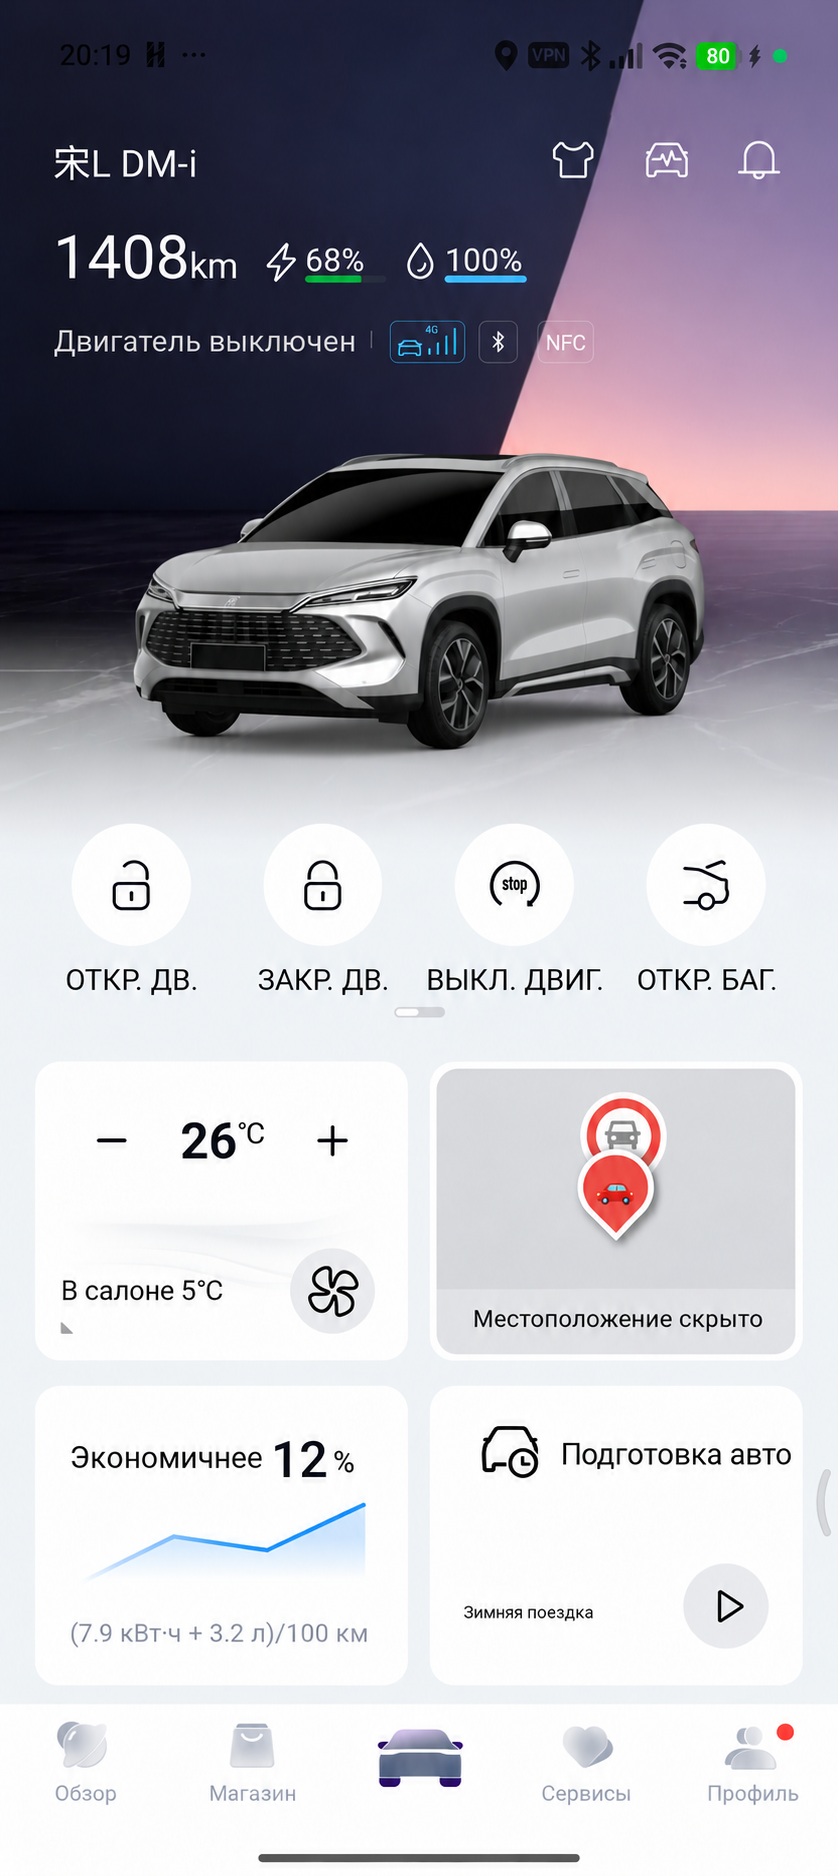 20:19 ... VPN 80
宋L DM-i
1408km 68% 100%
Двигатель выключен 4G NFC
stop
ОТКР. ДВ. ЗАКР. ДВ. ВЫКЛ. ДВИГ. ОТКР. БАГ.
− 26°C +
В салоне 5°C
Местоположение скрыто
Экономичнее 12 %
(7.9 кВт·ч + 3.2 л)/100 км
Подготовка авто
Зимняя поездка
Обзор Магазин Сервисы Профиль